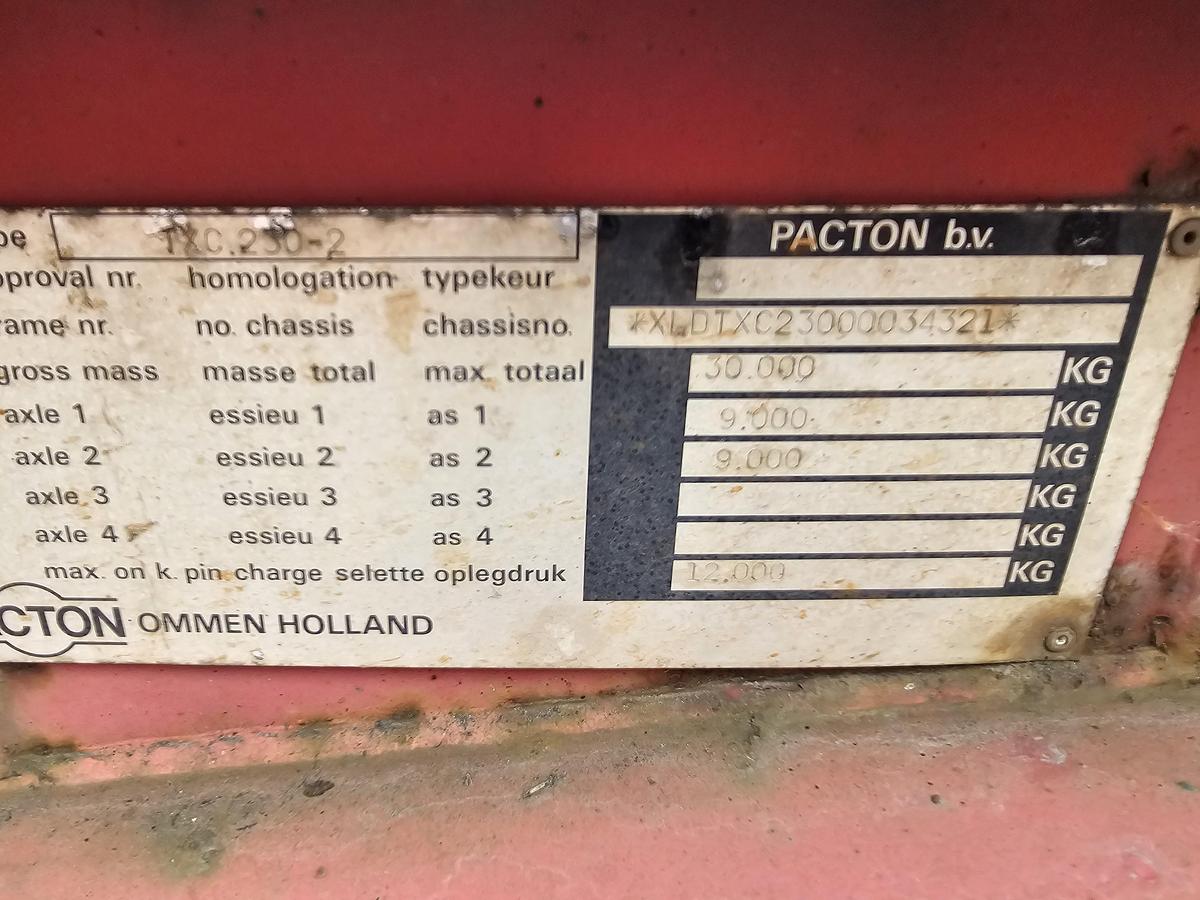 pe TXC.230-2 PACTON b.v.
pproval nr. homologation typekeur
rame nr. no. chassis chassisno. *XLDTXC23000034321*
gross mass masse total max. totaal 30.000 KG
axle 1 essieu 1 as 1 9.000 KG
axle 2 essieu 2 as 2 9.000 KG
axle 3 essieu 3 as 3 KG
axle 4 essieu 4 as 4 KG
max. on k. pin charge selette oplegdruk 12.000 KG
CTON OMMEN HOLLAND